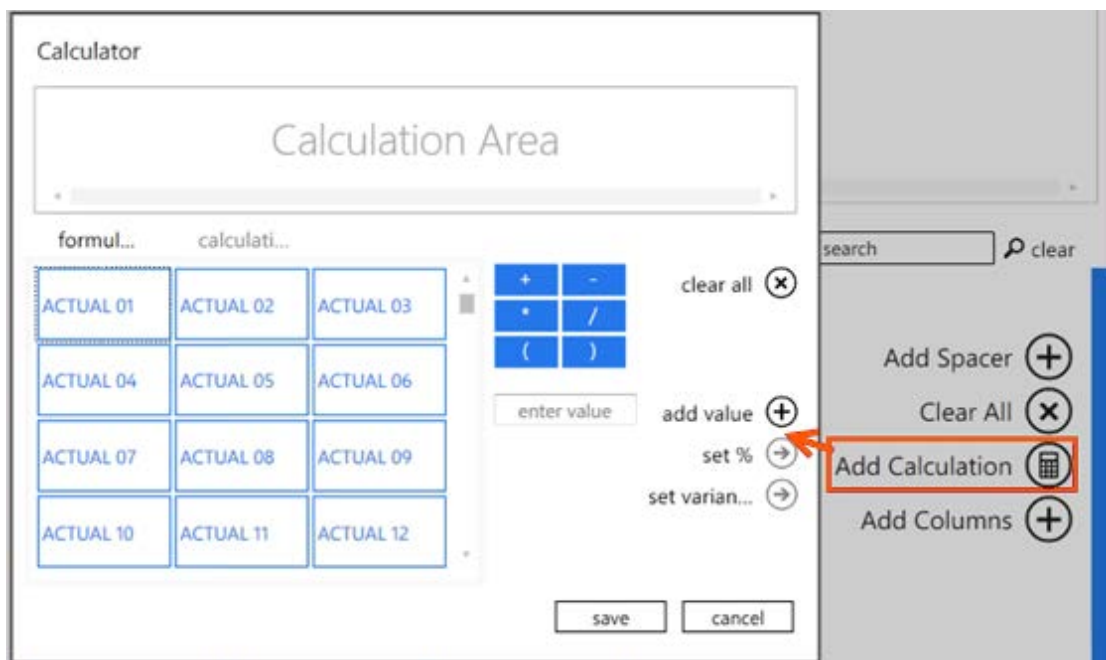 Calculator
Calculation Area
formul...
calculati...
ACTUAL 01
ACTUAL 02
ACTUAL 03
ACTUAL 04
ACTUAL 05
ACTUAL 06
ACTUAL 07
ACTUAL 08
ACTUAL 09
ACTUAL 10
ACTUAL 11
ACTUAL 12
+
-
*
/
(
)
clear all
enter value
add value
set %
set varian...
save
cancel
search
clear
Add Spacer
Clear All
Add Calculation
Add Columns